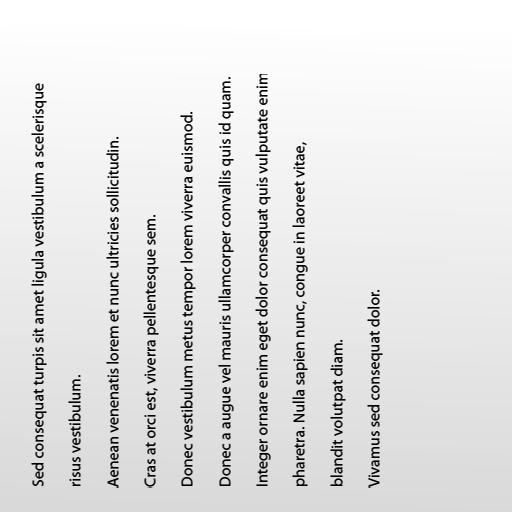 Sed consequat turpis sit amet ligula vestibulum a scelerisque
risus vestibulum.
Aenean venenatis lorem et nunc ultricies sollicitudin.
Cras at orci est, viverra pellentesque sem.
Donec vestibulum metus tempor lorem viverra euismod.
Donec a augue vel mauris ullamcorper convallis quis id quam.
Integer ornare enim eget dolor consequat quis vulputate enim
pharetra. Nulla sapien nunc, congue in laoreet vitae,
blandit volutpat diam.
Vivamus sed consequat dolor.